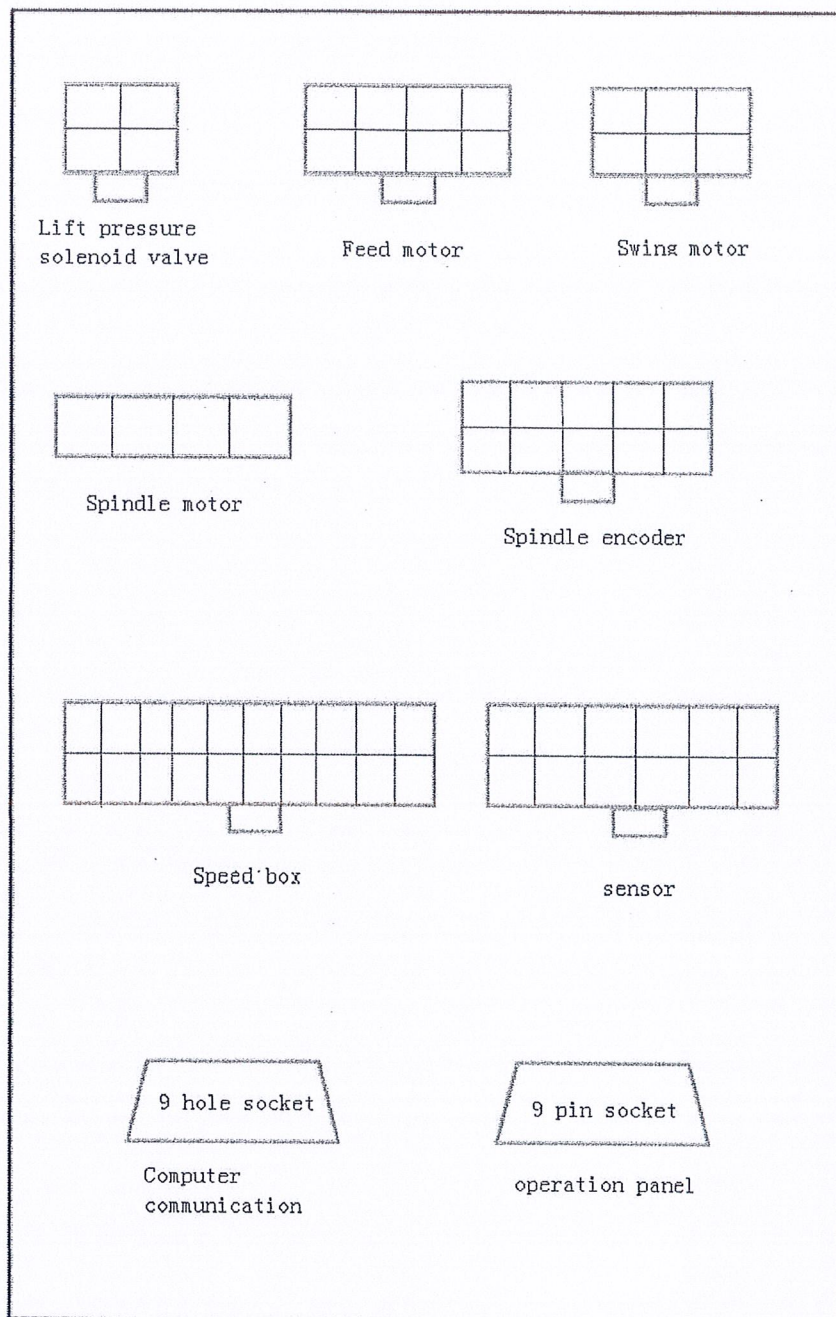 Lift pressure
solenoid valve
Feed motor
Swing motor
Spindle motor
Spindle encoder
Speed box
sensor
9 hole socket
9 pin socket
Computer
communication
operation panel